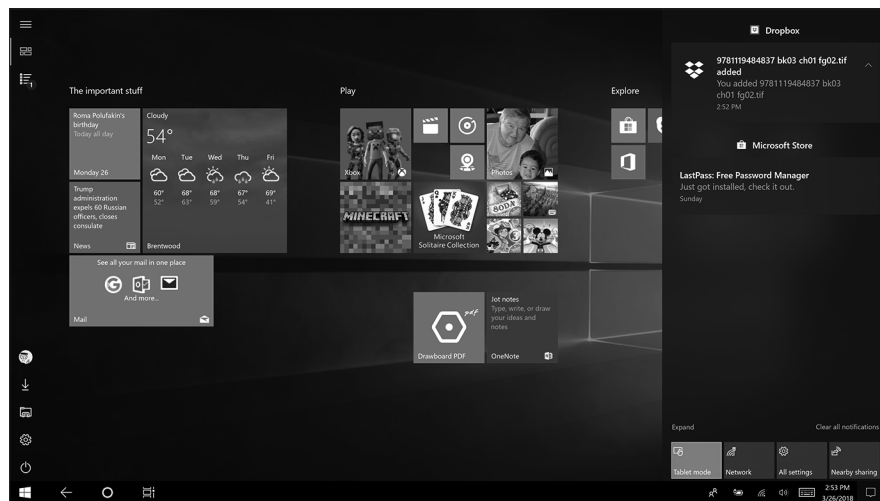 1
The important stuff
Roma Polufakin's
birthday
Today all day
Monday 26
Cloudy
54°
Mon Tue Wed Thu Fri
60° 68° 68° 67° 69°
52° 63° 59° 54° 41°
Brentwood
Trump
administration
expels 60 Russian
officers, closes
consulate
News
See all your mail in one place
And more...
Mail
Play
Xbox
Photos
MINECRAFT
Microsoft
Solitaire Collection
SODA
pdf
Drawboard PDF
Jot notes
Type, write, or draw
your ideas and
notes
OneNote
Explore
Dropbox
9781119484837 bk03 ch01 fg02.tif
added
You added 9781119484837 bk03
ch01 fg02.tif
2:52 PM
Microsoft Store
LastPass: Free Password Manager
Just got installed, check it out.
Sunday
Expand
Clear all notifications
Tablet mode
Network
All settings
Nearby sharing
2:53 PM
3/26/2018